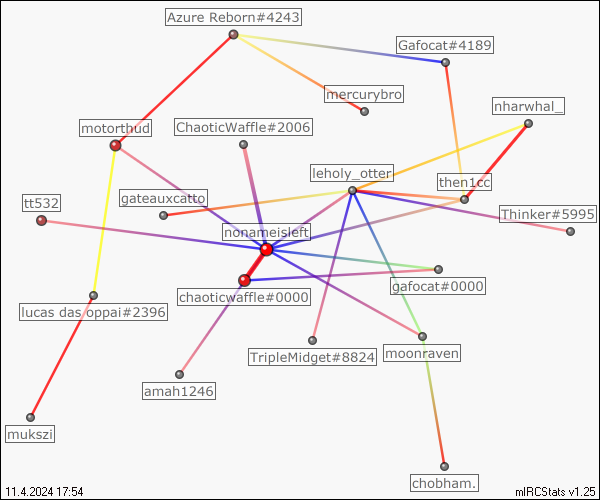 Azure Reborn#4243
Gafocat#4189
mercurybro
nharwhal_
motorthud
ChaoticWaffle#2006
leholy_otter
then1cc
tt532
gateauxcatto
Thinker#5995
nonameisleft
gafocat#0000
chaoticwaffle#0000
lucas das oppai#2396
TripleMidget#8824
moonraven
amah1246
mukszi
chobham.
11.4.2024 17:54
mIRCStats v1.25